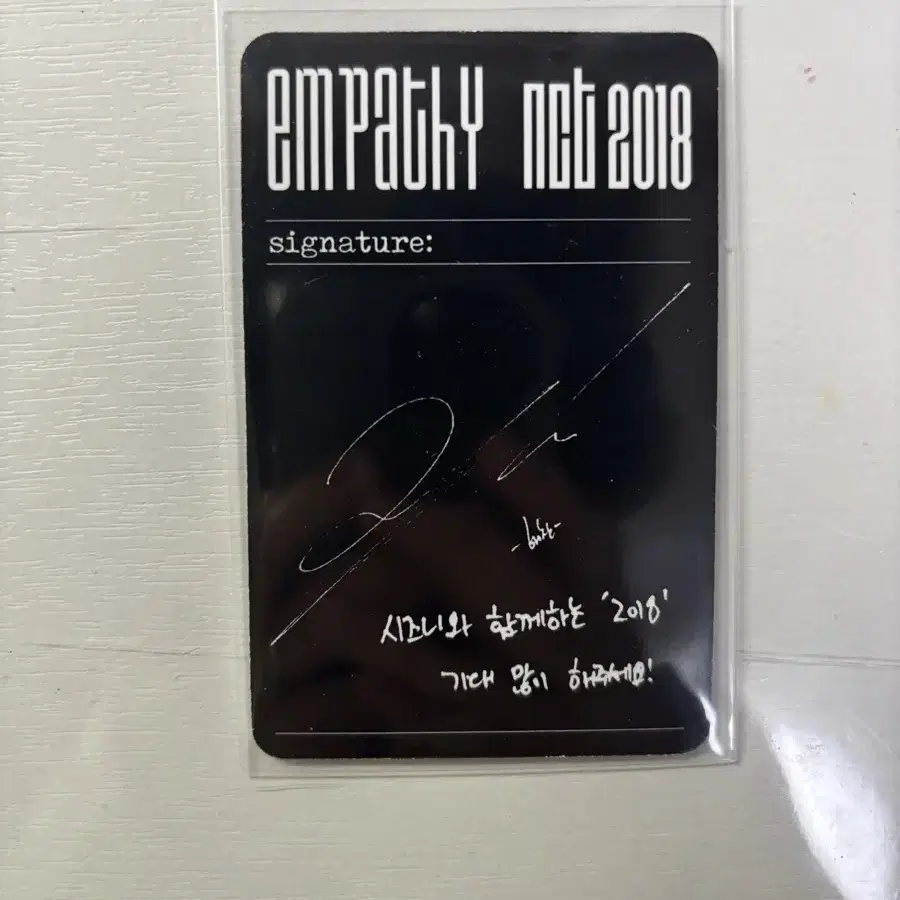 empathy nct 2018
signature:
시즈니와 함께하는 '2018'
기대 많이 해주세요!